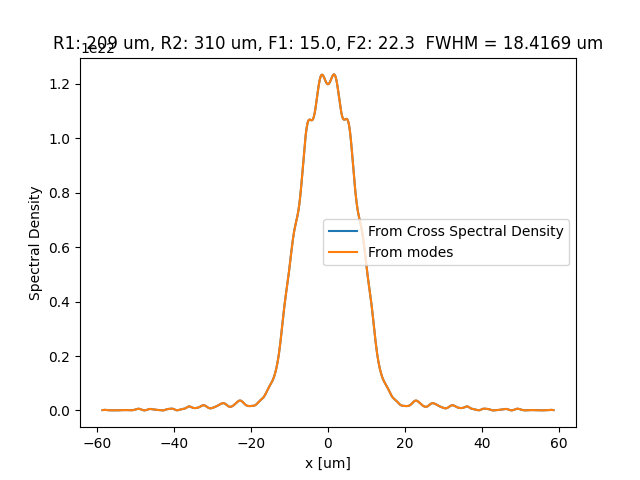 R1: 209 um, R2: 310 um, F1: 15.0, F2: 22.3  FWHM = 18.4169 um
1e22
1.2
1.0
0.8
0.6
0.4
0.2
0.0
Spectral Density
From Cross Spectral Density
From modes
−60
−40
−20
0
20
40
60
x [um]